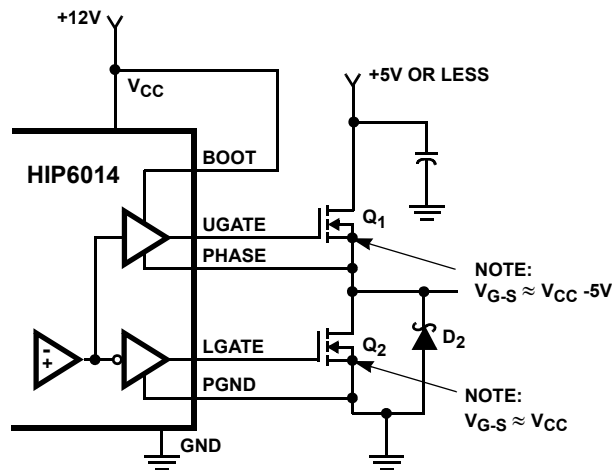 +12V
VCC
+5V OR LESS
BOOT
HIP6014
UGATE
Q1
PHASE
NOTE:
VG-S ≈ VCC -5V
-
+
LGATE
Q2
D2
PGND
NOTE:
VG-S ≈ VCC
GND